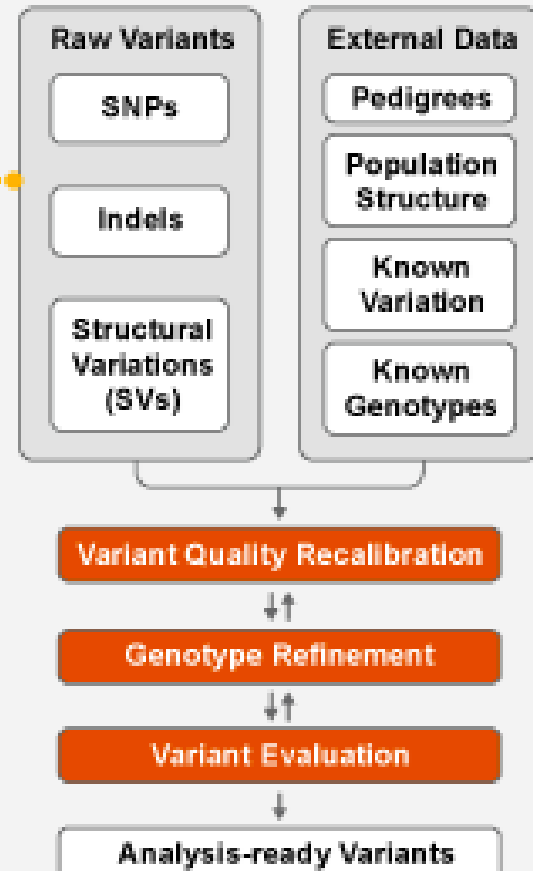 Raw Variants
SNPs
Indels
Structural
Variations
(SVs)
External Data
Pedigrees
Population
Structure
Known
Variation
Known
Genotypes
Variant Quality Recalibration
Genotype Refinement
Variant Evaluation
Analysis-ready Variants